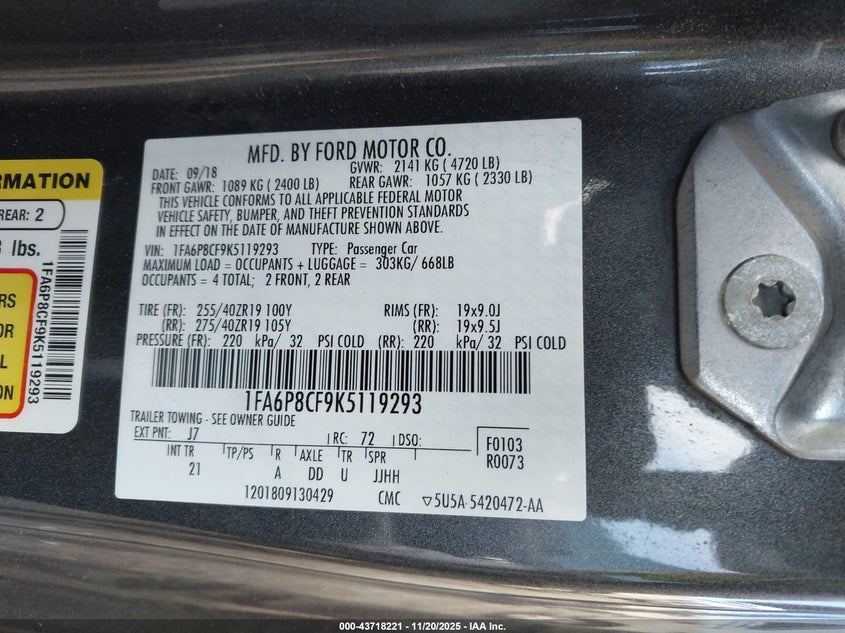 RMATION
REAR: 2
lbs.
RS
OR
L
ON
1FA6P8CF9K5119293
MFD. BY FORD MOTOR CO.
DATE: 09/18 GVWR: 2141 KG ( 4720 LB)
FRONT GAWR: 1089 KG ( 2400 LB) REAR GAWR: 1057 KG ( 2330 LB)
THIS VEHICLE CONFORMS TO ALL APPLICABLE FEDERAL MOTOR
VEHICLE SAFETY, BUMPER, AND THEFT PREVENTION STANDARDS
IN EFFECT ON THE DATE OF MANUFACTURE SHOWN ABOVE.
VIN: 1FA6P8CF9K5119293 TYPE: Passenger Car
MAXIMUM LOAD = OCCUPANTS + LUGGAGE = 303KG/ 668LB
OCCUPANTS = 4 TOTAL; 2 FRONT, 2 REAR
TIRE (FR): 255/40ZR19 100Y RIMS (FR): 19x9.0J
(RR): 275/40ZR19 105Y (RR): 19x9.5J
PRESSURE (FR): 220 kPa/ 32 PSI COLD (RR): 220 kPa/ 32 PSI COLD
1FA6P8CF9K5119293
TRAILER TOWING - SEE OWNER GUIDE
EXT PNT: J7 RC: 72 DSO: F0103
R0073
INT TR TP/PS R AXLE TR SPR
21 A DD U JJHH
1201809130429 CMC ▽5U5A-5420472-AA
000-43718221 - 11/20/2025 - IAA Inc.